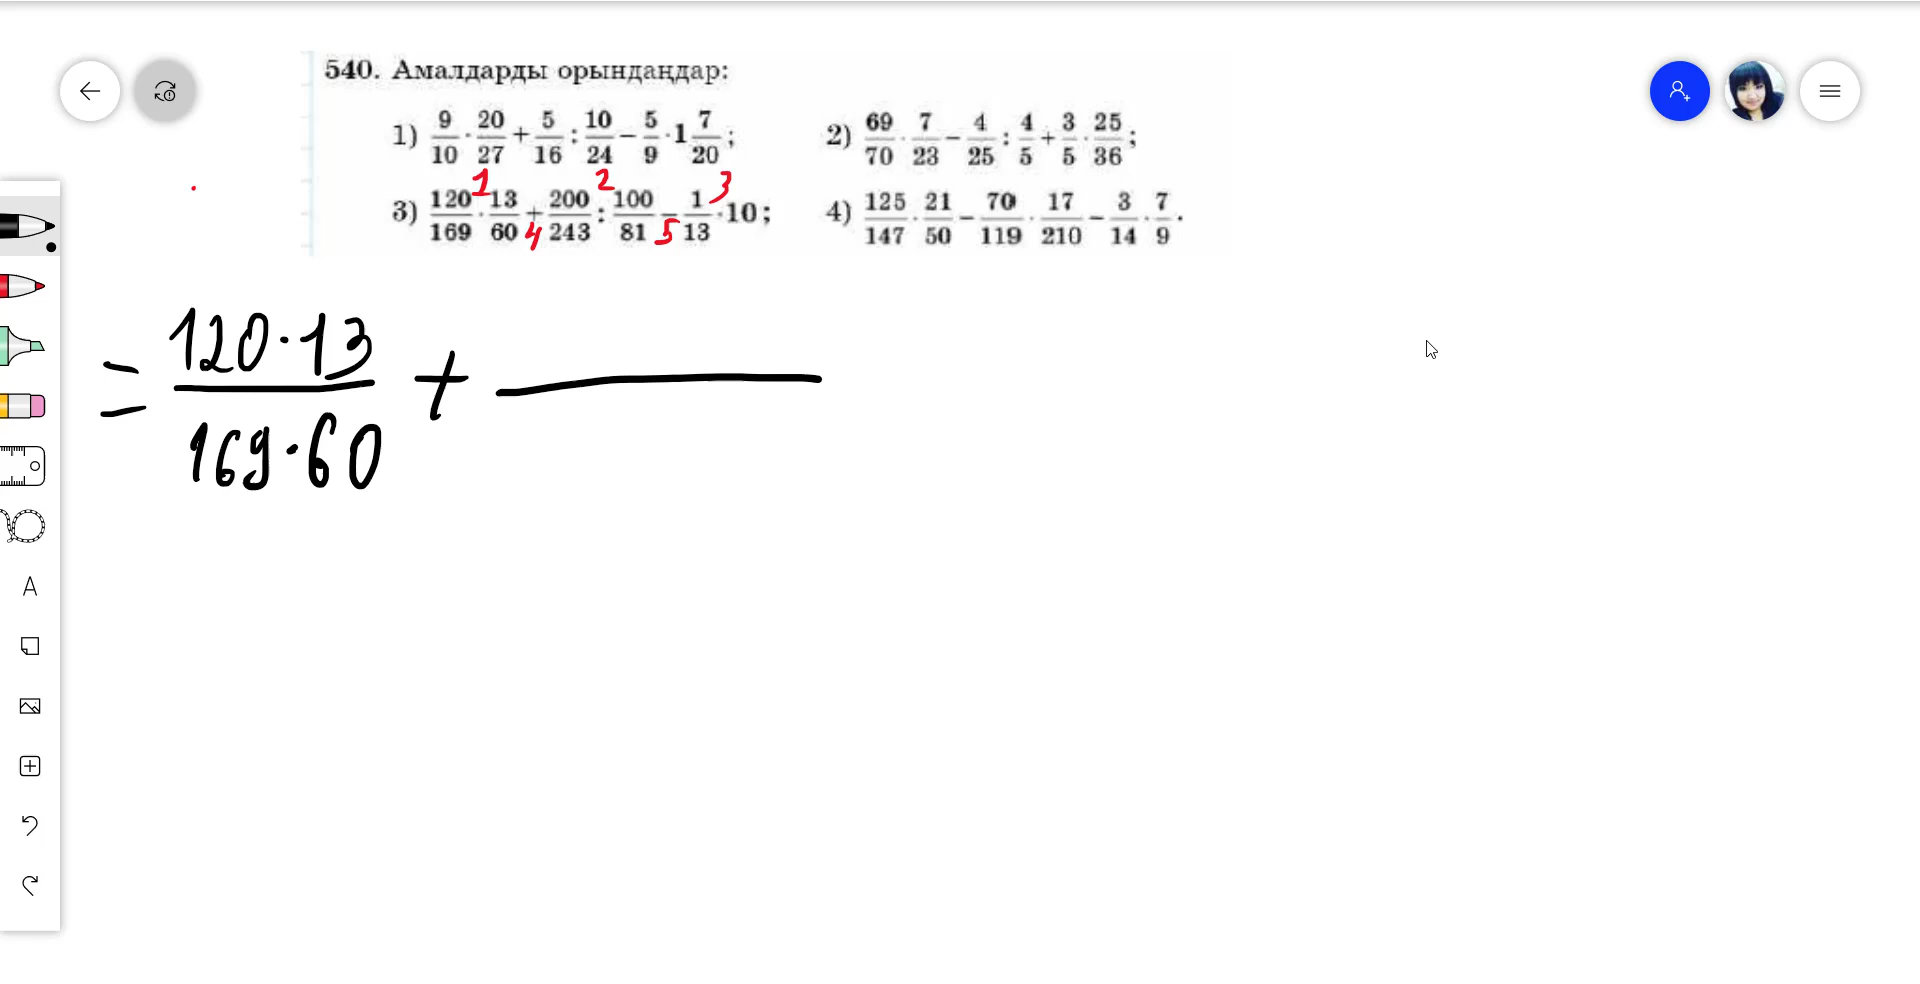 540. Амалдарды орындаңдар:
1) 9/10 · 20/27 + 5/16 : 10/24 − 5/9 · 1 7/20;
2) 69/70 · 7/23 − 4/25 : 4/5 + 3/5 · 25/36;
1 2 3
3) 120/169 · 13/60 + 200/243 : 100/81 − 1/13 · 10;
4) 125/147 · 21/50 − 70/119 · 17/210 − 3/14 · 7/9.
4 5
= 120·13/169·60 +
A